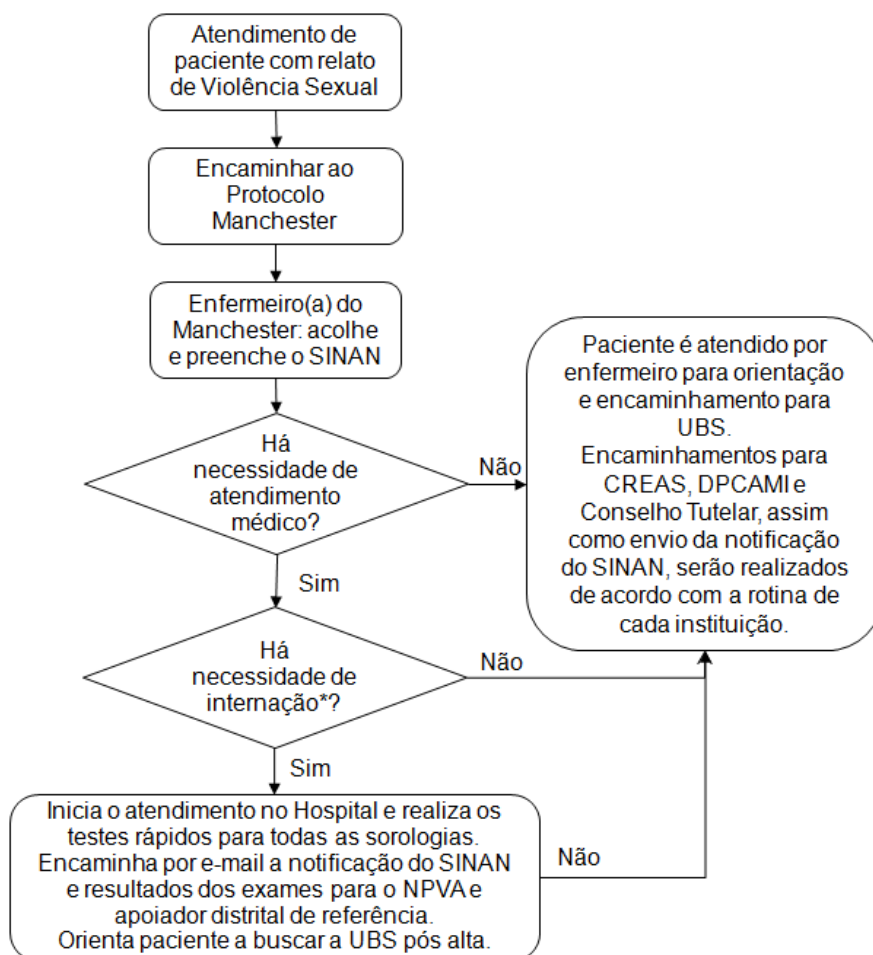 Atendimento de
paciente com relato
de Violência Sexual
Encaminhar ao
Protocolo
Manchester
Enfermeiro(a) do
Manchester: acolhe
e preenche o SINAN
Há
necessidade de
atendimento
médico?
Não
Paciente é atendido por
enfermeiro para orientação
e encaminhamento para
UBS.
Encaminhamentos para
CREAS, DPCAMI e
Conselho Tutelar, assim
como envio da notificação
do SINAN, serão realizados
de acordo com a rotina de
cada instituição.
Sim
Há
necessidade de
internação*?
Não
Sim
Inicia o atendimento no Hospital e realiza os
testes rápidos para todas as sorologias.
Encaminha por e-mail a notificação do SINAN
e resultados dos exames para o NPVA e
apoiador distrital de referência.
Orienta paciente a buscar a UBS pós alta.
Não